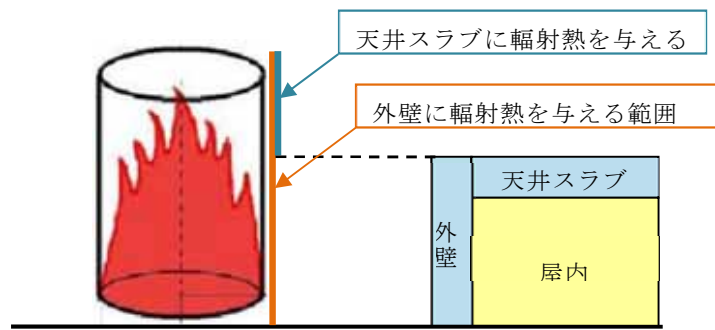 天井スラブに輻射熱を与える
外壁に輻射熱を与える範囲
天井スラブ
外壁
屋内